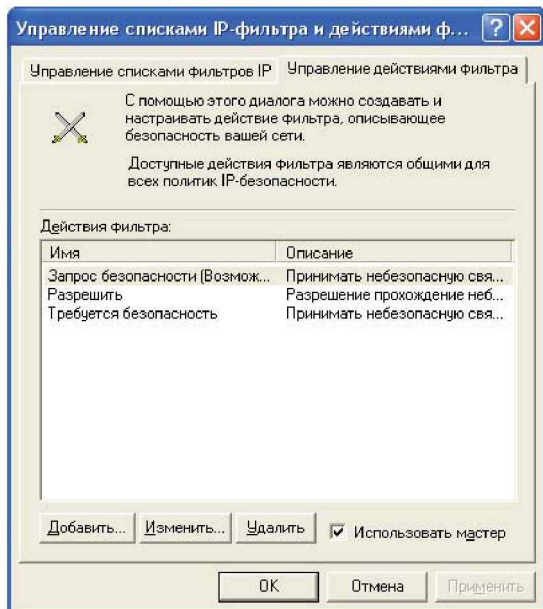 Управление списками IP-фильтра и действиями ф...
Управление списками фильтров IP
Управление действиями фильтра
С помощью этого диалога можно создавать и
настраивать действие фильтра, описывающее
безопасность вашей сети.
Доступные действия фильтра являются общими для
всех политик IP-безопасности.
Действия фильтра:
Имя Описание
Запрос безопасности (Возмож... Принимать небезопасную свя...
Разрешить Разрешение прохождение неб...
Требуется безопасность Принимать небезопасную свя...
Добавить... Изменить... Удалить Использовать мастер
OK Отмена Применить